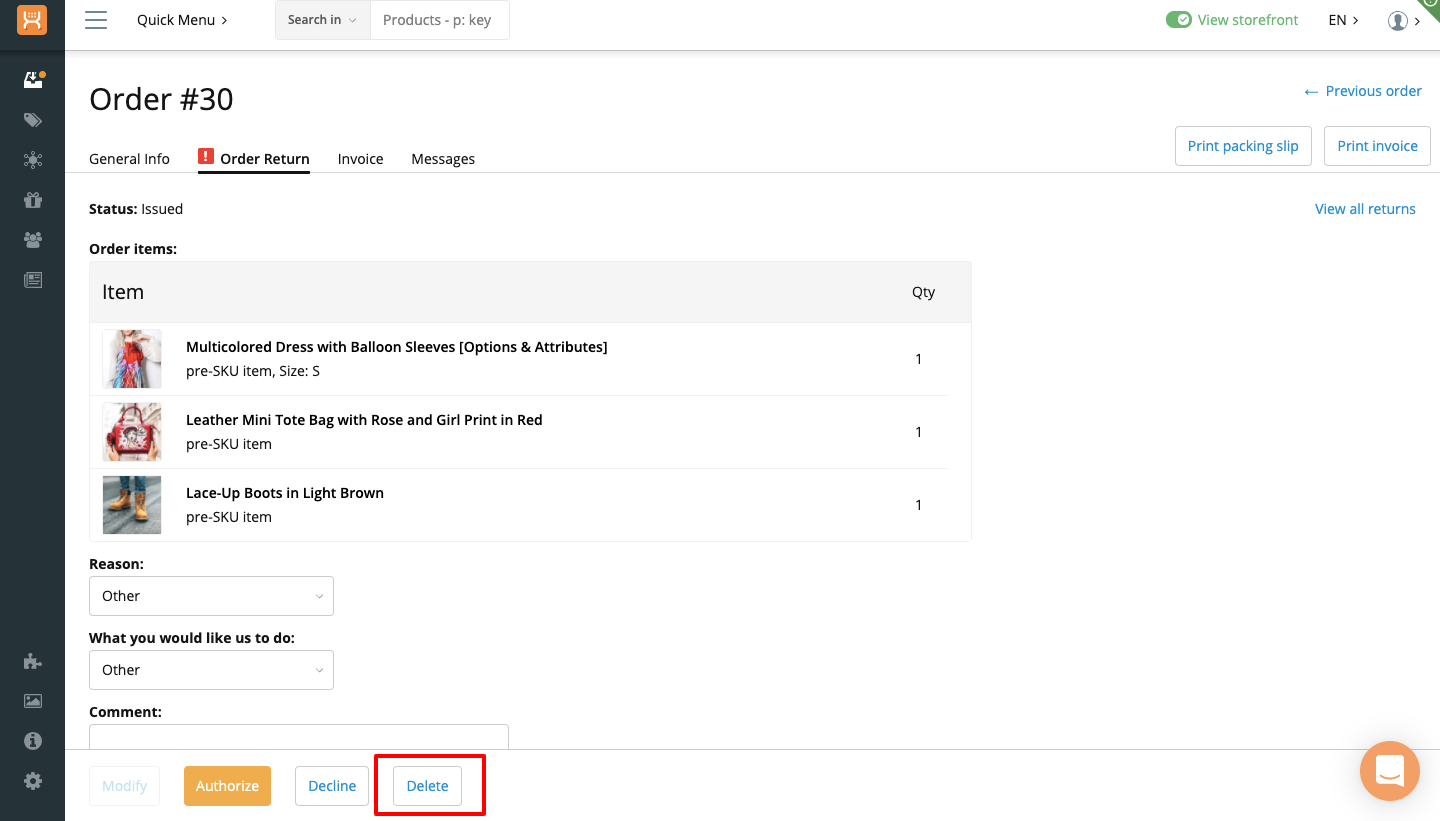 Quick Menu
Search in
Products - p: key
View storefront
EN
Order #30
← Previous order
General Info
! Order Return
Invoice
Messages
Print packing slip
Print invoice
Status: Issued
View all returns
Order items:
Item
Qty
Multicolored Dress with Balloon Sleeves [Options & Attributes]
pre-SKU item, Size: S
1
Leather Mini Tote Bag with Rose and Girl Print in Red
pre-SKU item
1
Lace-Up Boots in Light Brown
pre-SKU item
1
Reason:
Other
What you would like us to do:
Other
Comment:
Modify
Authorize
Decline
Delete